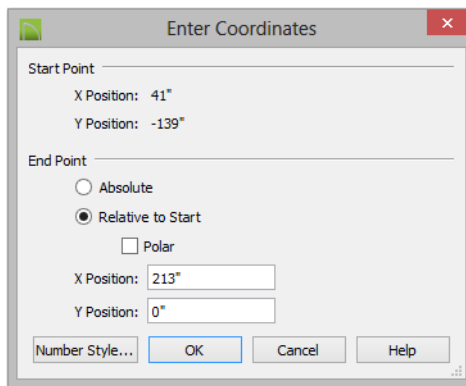 Enter Coordinates
Start Point
X Position: 41"
Y Position: -139"
End Point
Absolute
Relative to Start
Polar
X Position: 213"
Y Position: 0"
Number Style... OK Cancel Help